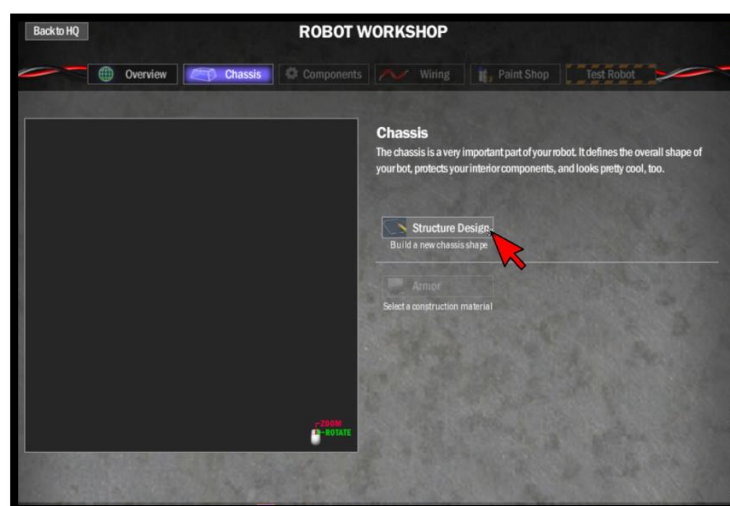 Back to HQ
ROBOT WORKSHOP
Overview
Chassis
Components
Wiring
Paint Shop
Test Robot
Chassis
The chassis is a very important part of your robot. It defines the overall shape of
your bot, protects your interior components, and looks pretty cool, too.
Structure Design
Build a new chassis shape
Armor
Select a construction material
ZOOM
ROTATE